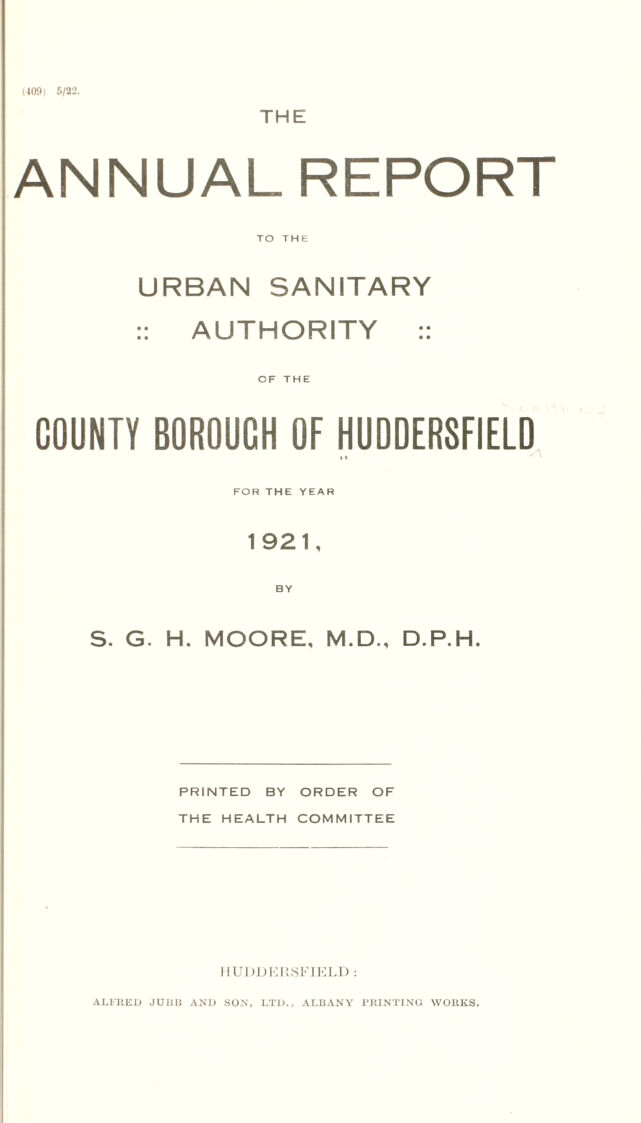 (409) 5/22.
THE
ANNUAL REPORT
TO THE
URBAN SANITARY
:: AUTHORITY ::
OF THE
COUNTY BOROUGH OF HUDDERSFIELD
FOR THE YEAR
1921,
BY
S. G. H. MOORE, M.D., D.P.H.
PRINTED BY ORDER OF
THE HEALTH COMMITTEE
HUDDERSFIELD:
ALFRED JUBB AND SON, LTD., ALBANY PRINTING WORKS.